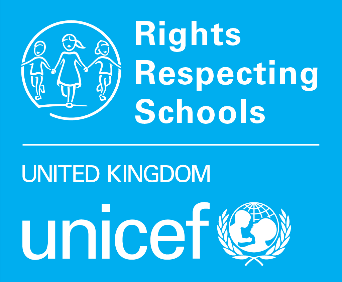 Rights
Respecting
Schools
UNITED KINGDOM
unicef